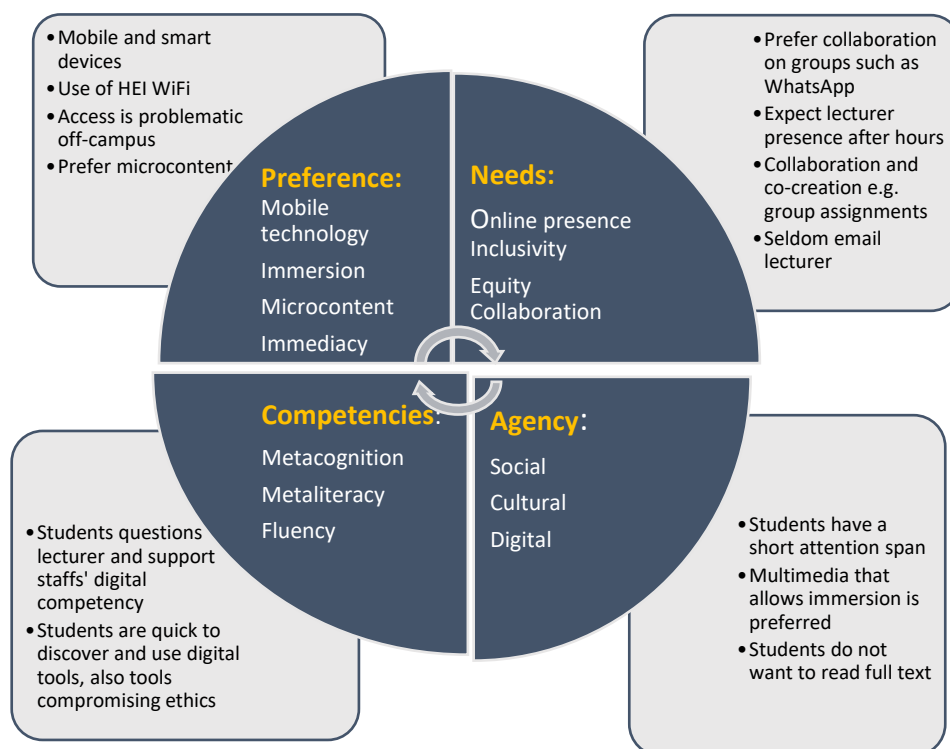 •Mobile and smart
devices
•Use of HEI WiFi
•Access is problematic
off-campus
•Prefer microcontent
Preference:
Mobile
technology
Immersion
Microcontent
Immediacy
•Prefer collaboration
on groups such as
WhatsApp
•Expect lecturer
presence after hours
•Collaboration and
co-creation e.g.
group assignments
•Seldom email
lecturer
Needs:
Online presence
Inclusivity
Equity
Collaboration
Competencies:
Metacognition
Metaliteracy
Fluency
•Students questions
lecturer and support
staffs' digital
competency
•Students are quick to
discover and use digital
tools, also tools
compromising ethics
Agency:
Social
Cultural
Digital
•Students have a
short attention span
•Multimedia that
allows immersion is
preferred
•Students do not
want to read full text